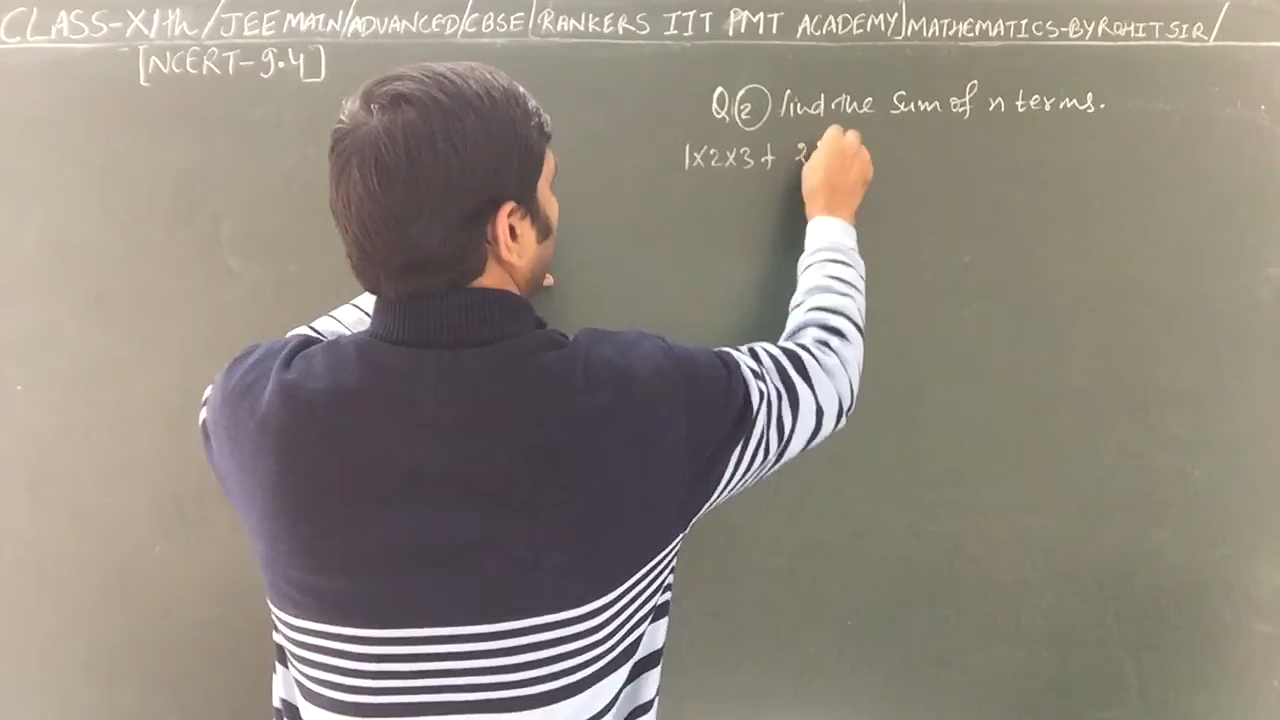 CLASS-XIth/JEE MAIN/ADVANCED/CBSE/RANKERS IIT PMT ACADEMY]MATHEMATICS-BY ROHIT SIR/
[NCERT-9.4]
Q(2) Find the Sum of n terms.
1×2×3+ 2